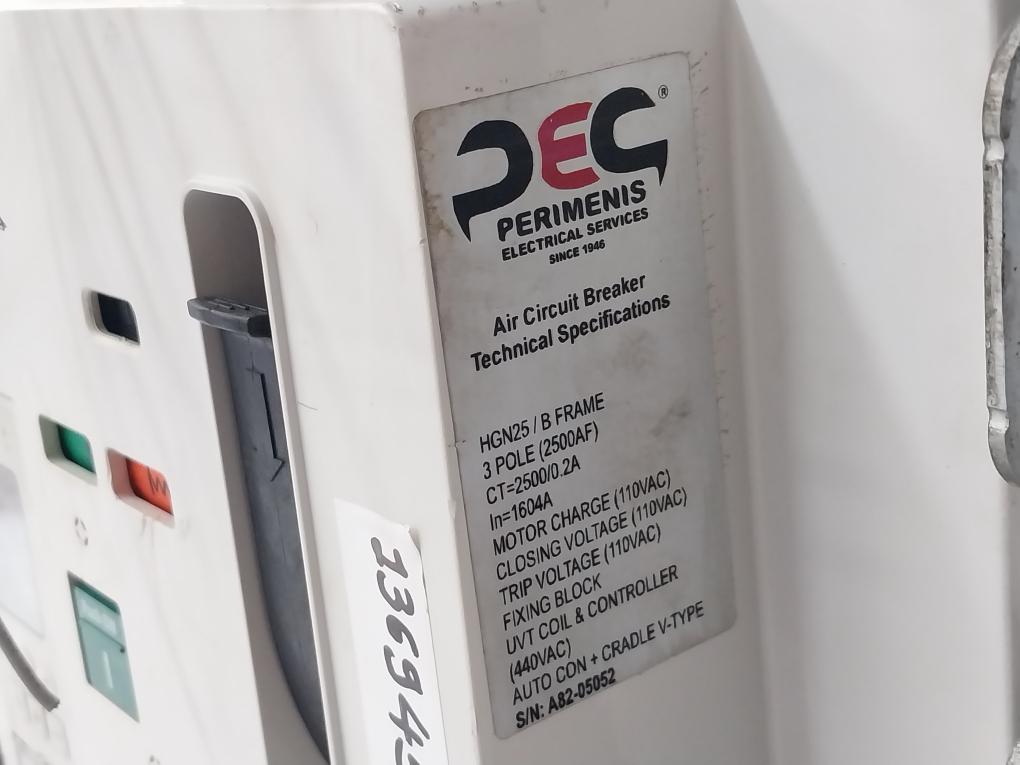 PES®
PERIMENIS
ELECTRICAL SERVICES
SINCE 1946
Air Circuit Breaker
Technical Specifications
HGN25 / B FRAME
3 POLE (2500AF)
CT=2500/0.2A
In=1604A
MOTOR CHARGE (110VAC)
CLOSING VOLTAGE (110VAC)
TRIP VOLTAGE (110VAC)
FIXING BLOCK
UVT COIL & CONTROLLER
(440VAC)
AUTO CON + CRADLE V-TYPE
S/N: A82-05052